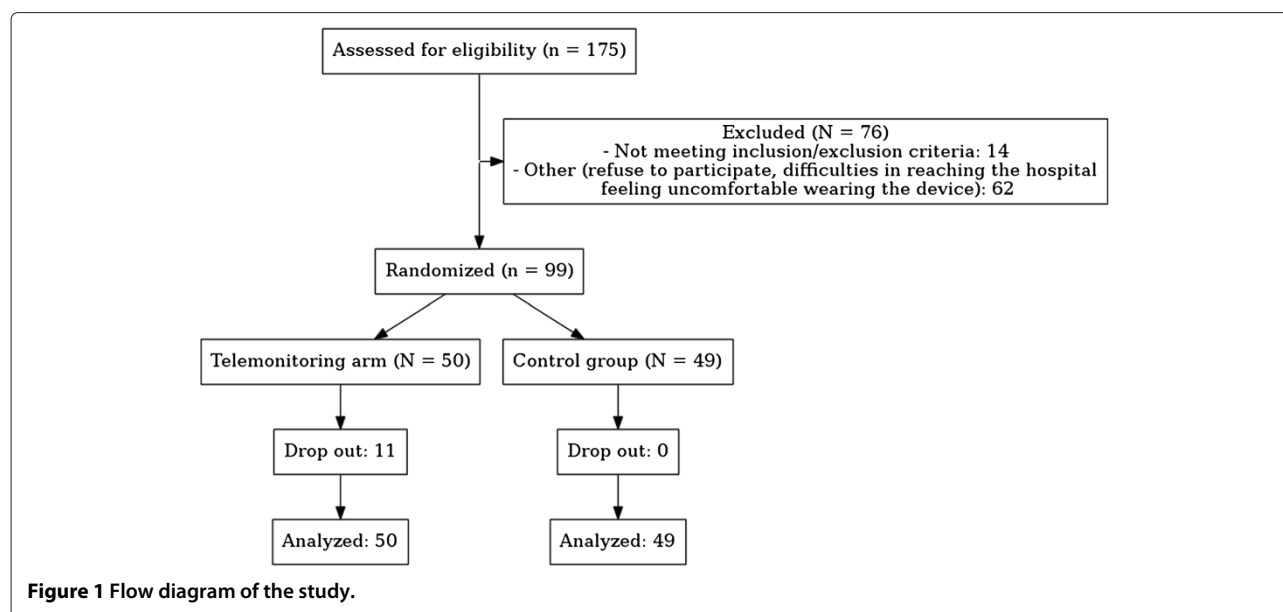 Assessed for eligibility (n = 175)
Excluded (N = 76)
- Not meeting inclusion/exclusion criteria: 14
- Other (refuse to participate, difficulties in reaching the hospital
feeling uncomfortable wearing the device): 62
Randomized (n = 99)
Telemonitoring arm (N = 50)
Control group (N = 49)
Drop out: 11
Drop out: 0
Analyzed: 50
Analyzed: 49
Figure 1 Flow diagram of the study.